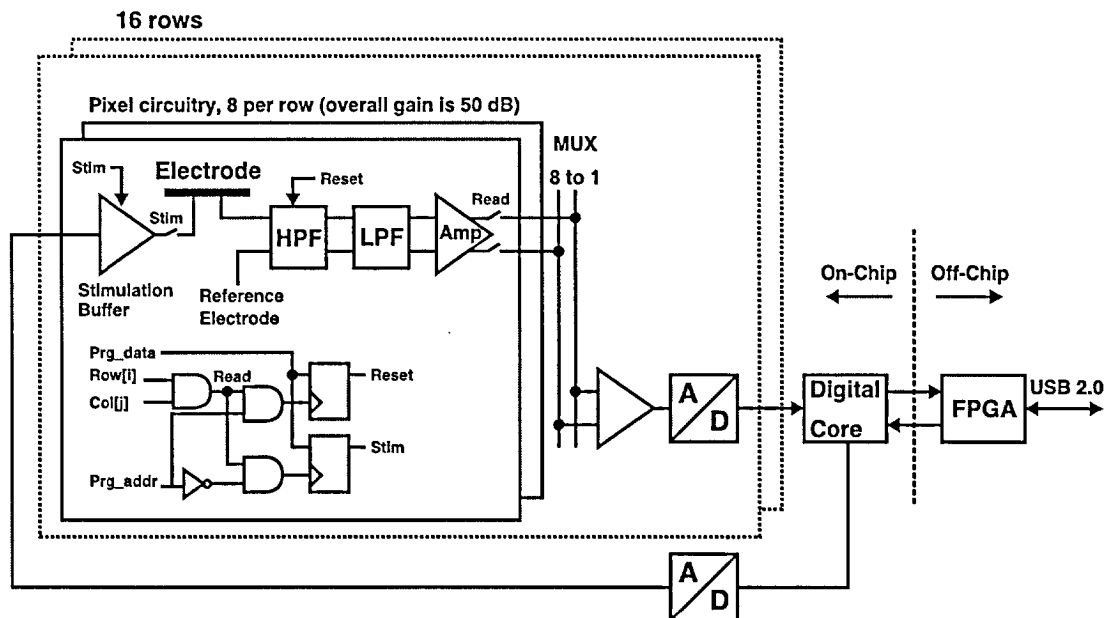 16 rows
Pixel circuitry, 8 per row (overall gain is 50 dB)
MUX
8 to 1
Stim
Electrode
Reset
Read
Stim
HPF
LPF
Amp
Stimulation
Buffer
Reference
Electrode
On-Chip
Off-Chip
Prg_data
Row[i]
Read
Reset
Col[j]
A
D
Digital
Core
FPGA
USB 2.0
Stim
Prg_addr
A
D